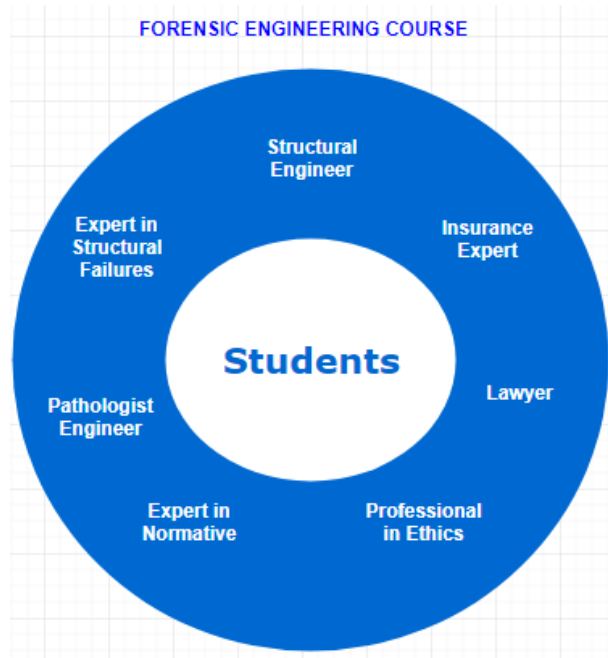 FORENSIC ENGINEERING COURSE
Structural
Engineer
Insurance
Expert
Expert in
Structural
Failures
Students
Lawyer
Pathologist
Engineer
Expert in
Normative
Professional
in Ethics